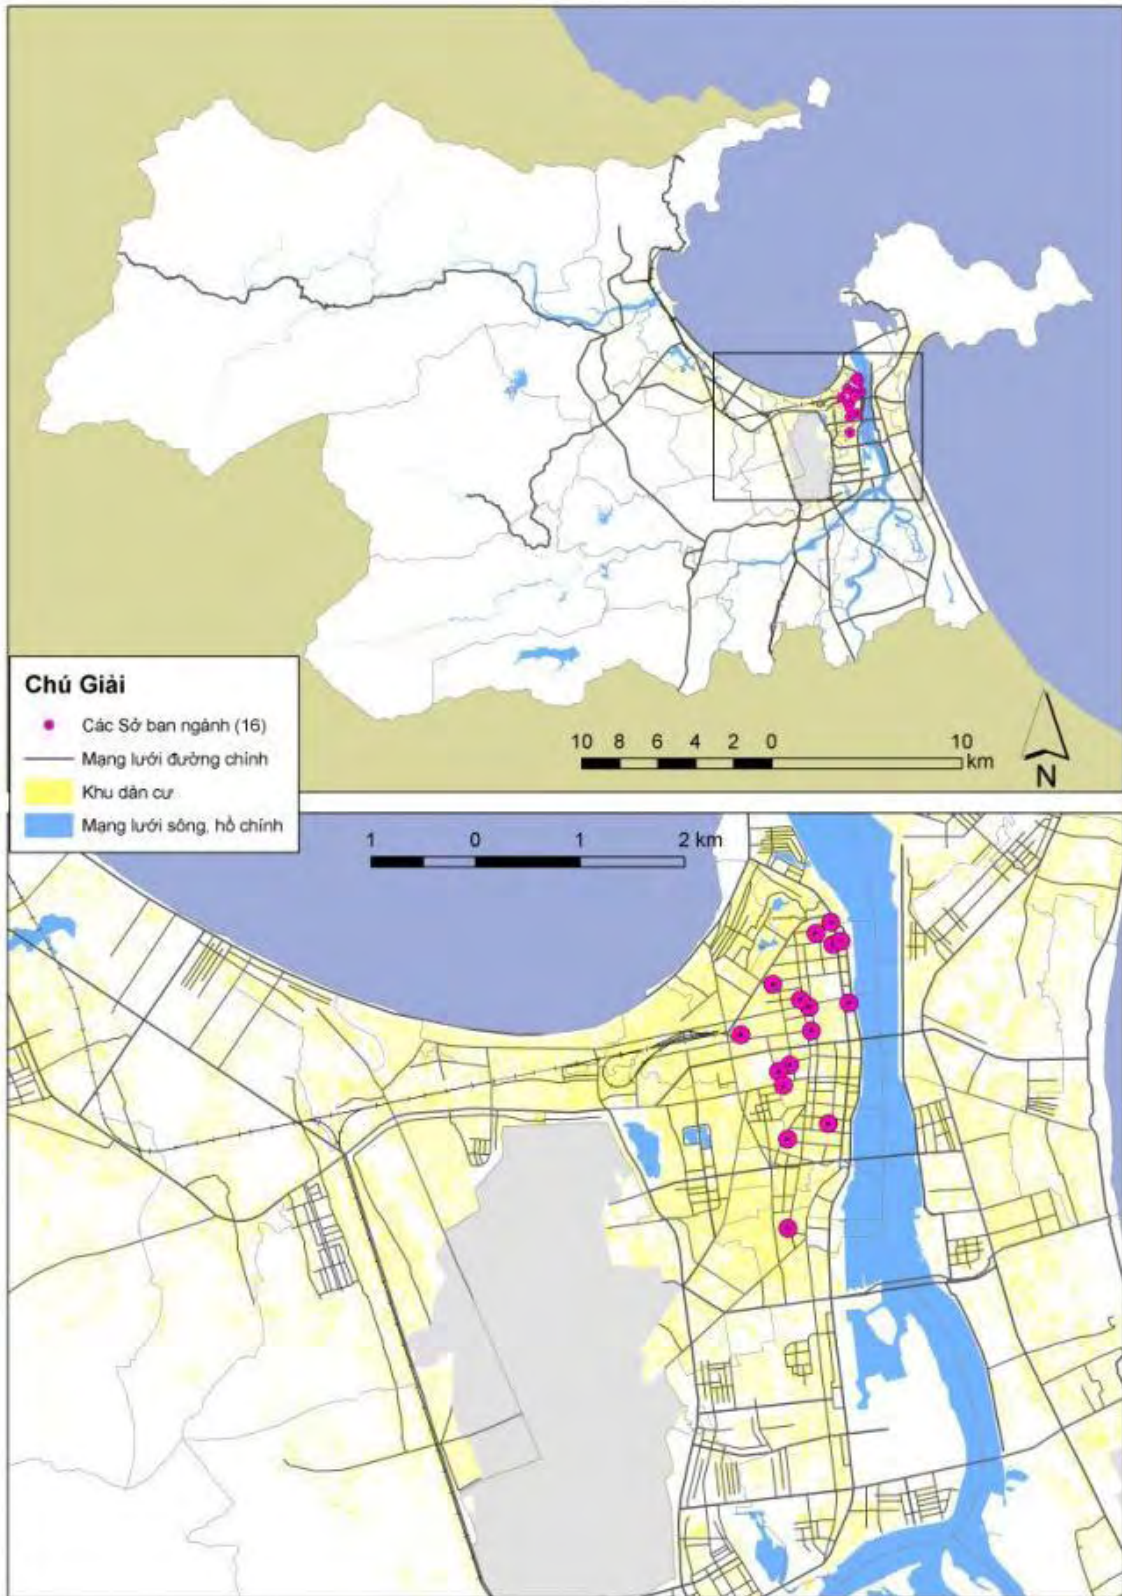 10 8 6 4 2 0 10
km
N
Chú Giải
Các Sở ban ngành (16)
Mạng lưới đường chính
Khu dân cư
Mạng lưới sông, hồ chính
1 0 1 2 km